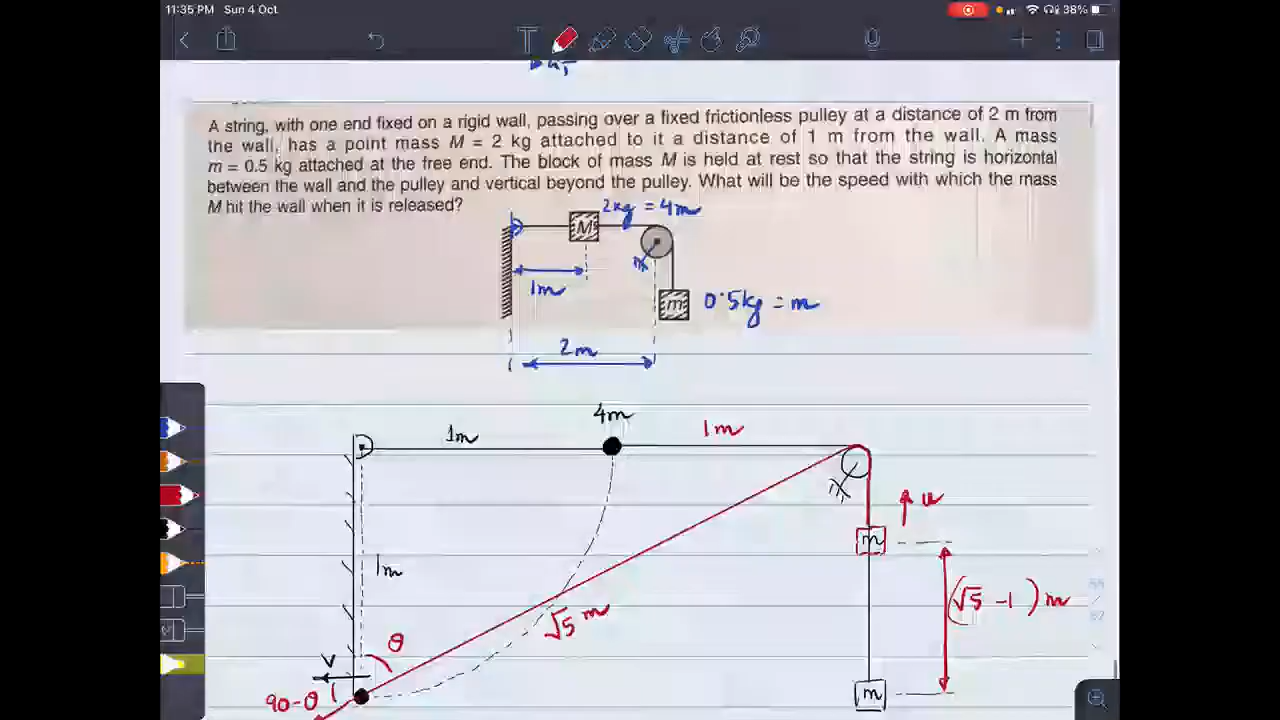 11:35 PM Sun 4 Oct
38%
A string, with one end fixed on a rigid wall, passing over a fixed frictionless pulley at a distance of 2 m from
the wall, has a point mass M = 2 kg attached to it a distance of 1 m from the wall. A mass
m = 0.5 kg attached at the free end. The block of mass M is held at rest so that the string is horizontal
between the wall and the pulley and vertical beyond the pulley. What will be the speed with which the mass
M hit the wall when it is released?
2kg = 4m
M
1m
m
0.5kg = m
2m
4m
1m
1m
u
m
1m
(√5 - 1) m
√5 m
θ
V
90-θ
m